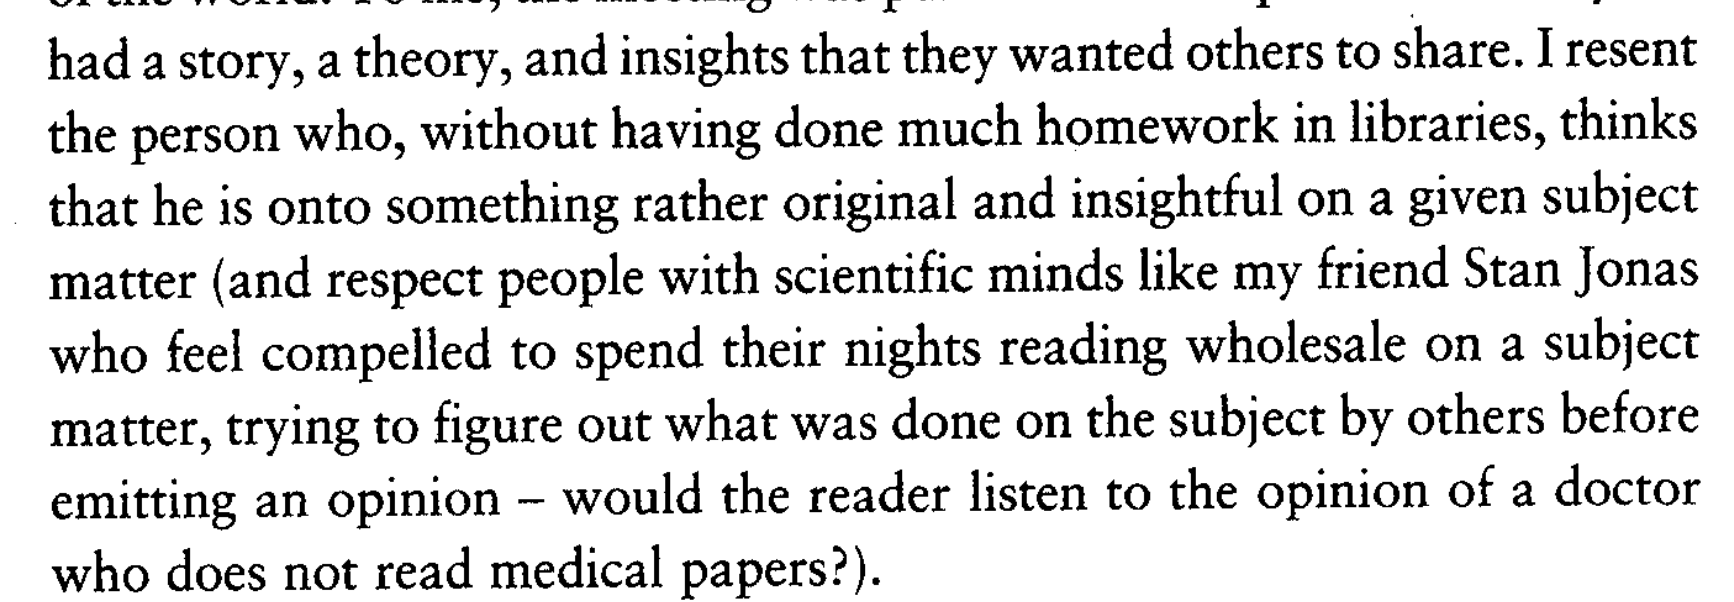 had a story, a theory, and insights that they wanted others to share. I resent
the person who, without having done much homework in libraries, thinks
that he is onto something rather original and insightful on a given subject
matter (and respect people with scientific minds like my friend Stan Jonas
who feel compelled to spend their nights reading wholesale on a subject
matter, trying to figure out what was done on the subject by others before
emitting an opinion – would the reader listen to the opinion of a doctor
who does not read medical papers?).